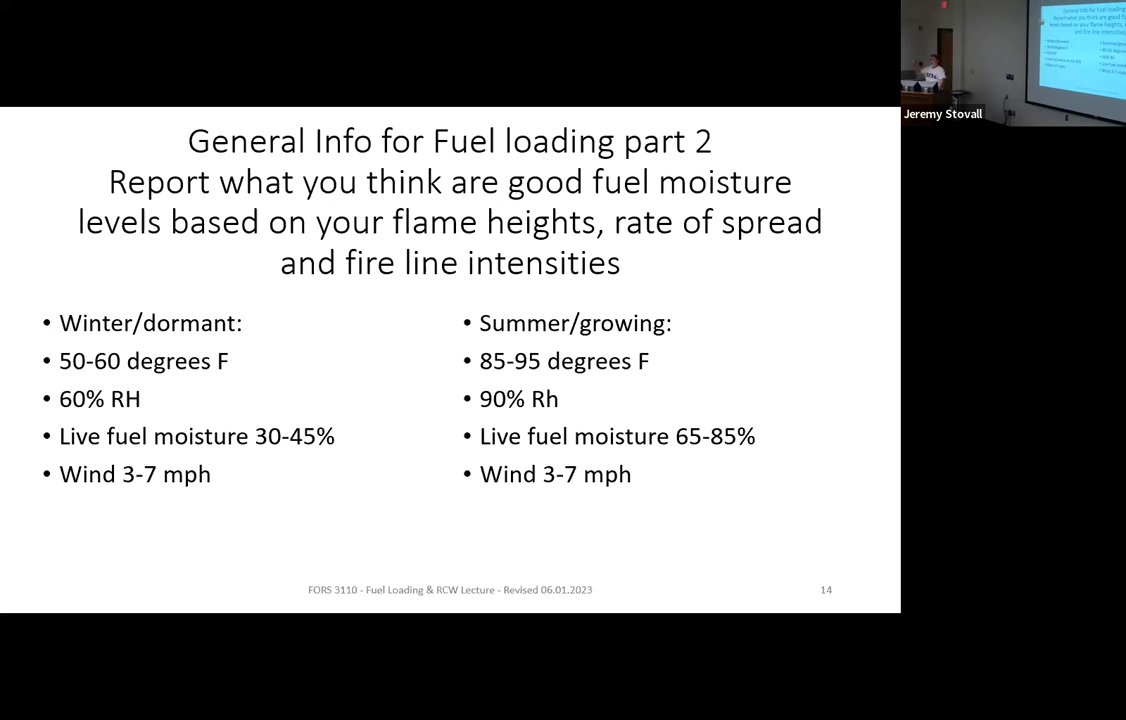 General Info for Fuel loading part 2
Report what you think are good fuel moisture
levels based on your flame heights, rate of spread
and fire line intensities
• Winter/dormant:
• 50-60 degrees F
• 60% RH
• Live fuel moisture 30-45%
• Wind 3-7 mph
• Summer/growing:
• 85-95 degrees F
• 90% Rh
• Live fuel moisture 65-85%
• Wind 3-7 mph
FORS 3110 - Fuel Loading & RCW Lecture - Revised 06.01.2023
14
Jeremy Stovall